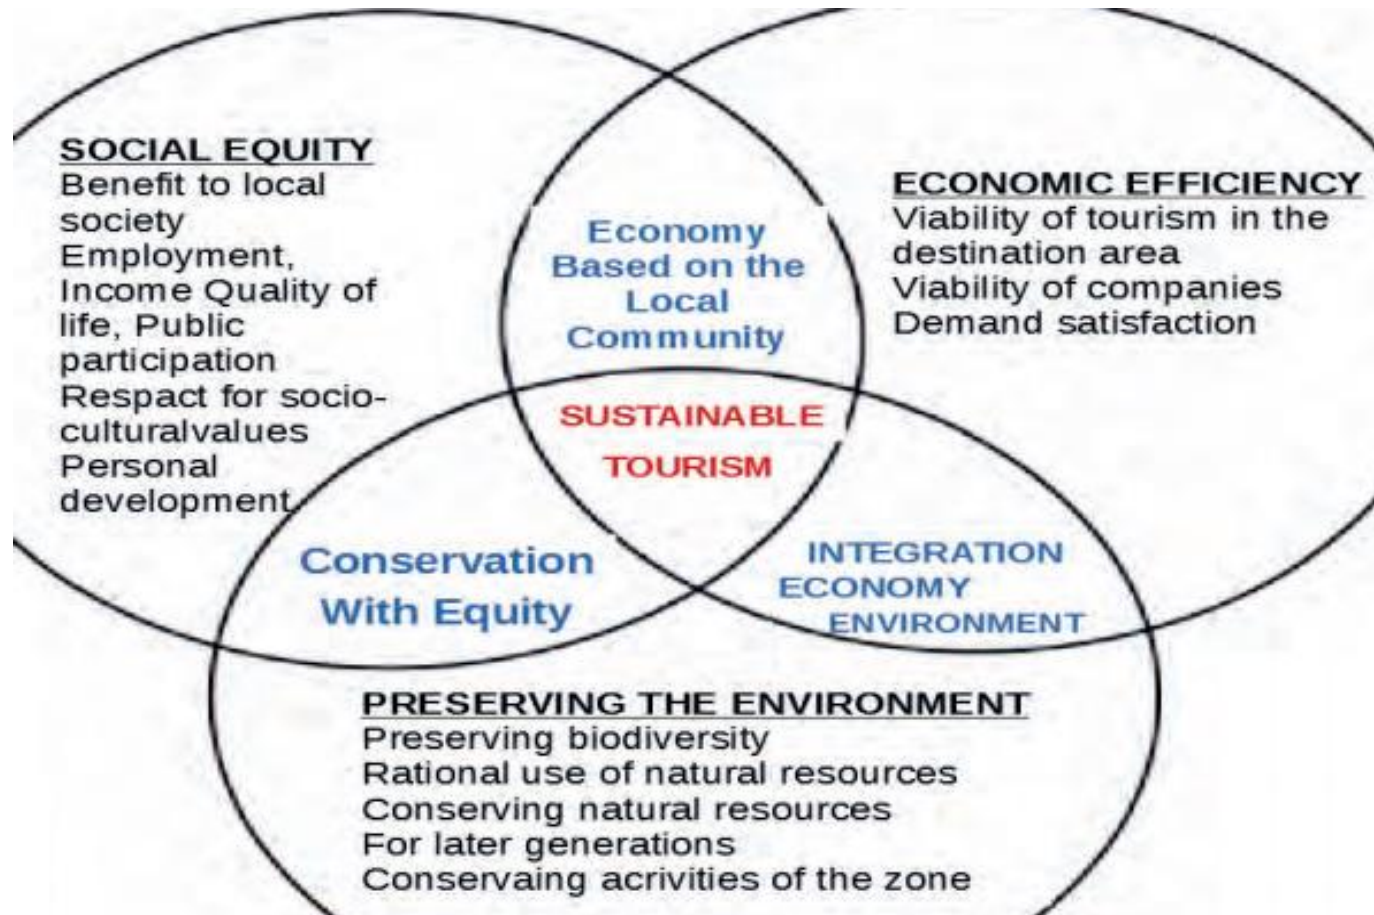 SOCIAL EQUITY
Benefit to local
society
Employment,
Income Quality of
life, Public
participation
Respact for socio-
culturalvalues
Personal
development
Economy
Based on the
Local
Community
ECONOMIC EFFICIENCY
Viability of tourism in the
destination area
Viability of companies
Demand satisfaction
SUSTAINABLE
TOURISM
Conservation
With Equity
INTEGRATION
ECONOMY
ENVIRONMENT
PRESERVING THE ENVIRONMENT
Preserving biodiversity
Rational use of natural resources
Conserving natural resources
For later generations
Conservaing acrivities of the zone